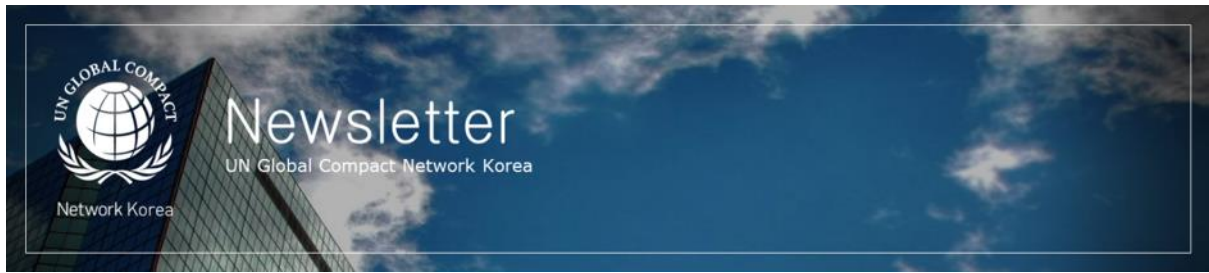 UN GLOBAL COMPACT
Network Korea
Newsletter
UN Global Compact Network Korea